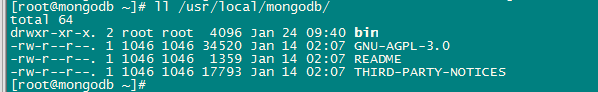 [root@mongodb ~]# ll /usr/local/mongodb/
total 64
drwxr-xr-x. 2 root root  4096 Jan 24 09:40 bin
-rw-r--r--. 1 1046 1046 34520 Jan 14 02:07 GNU-AGPL-3.0
-rw-r--r--. 1 1046 1046  1359 Jan 14 02:07 README
-rw-r--r--. 1 1046 1046 17793 Jan 14 02:07 THIRD-PARTY-NOTICES
[root@mongodb ~]#